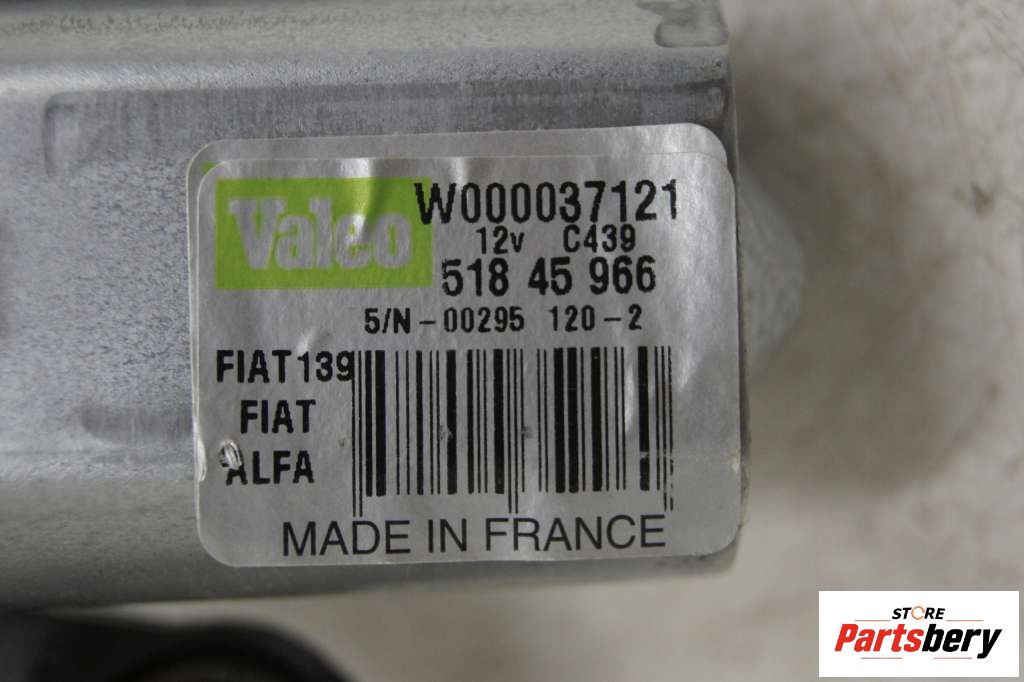 Valeo W000037121
12v C439
518 45 966
5/N-00295 120-2
FIAT139
FIAT
ALFA
MADE IN FRANCE
STORE
Partsbery